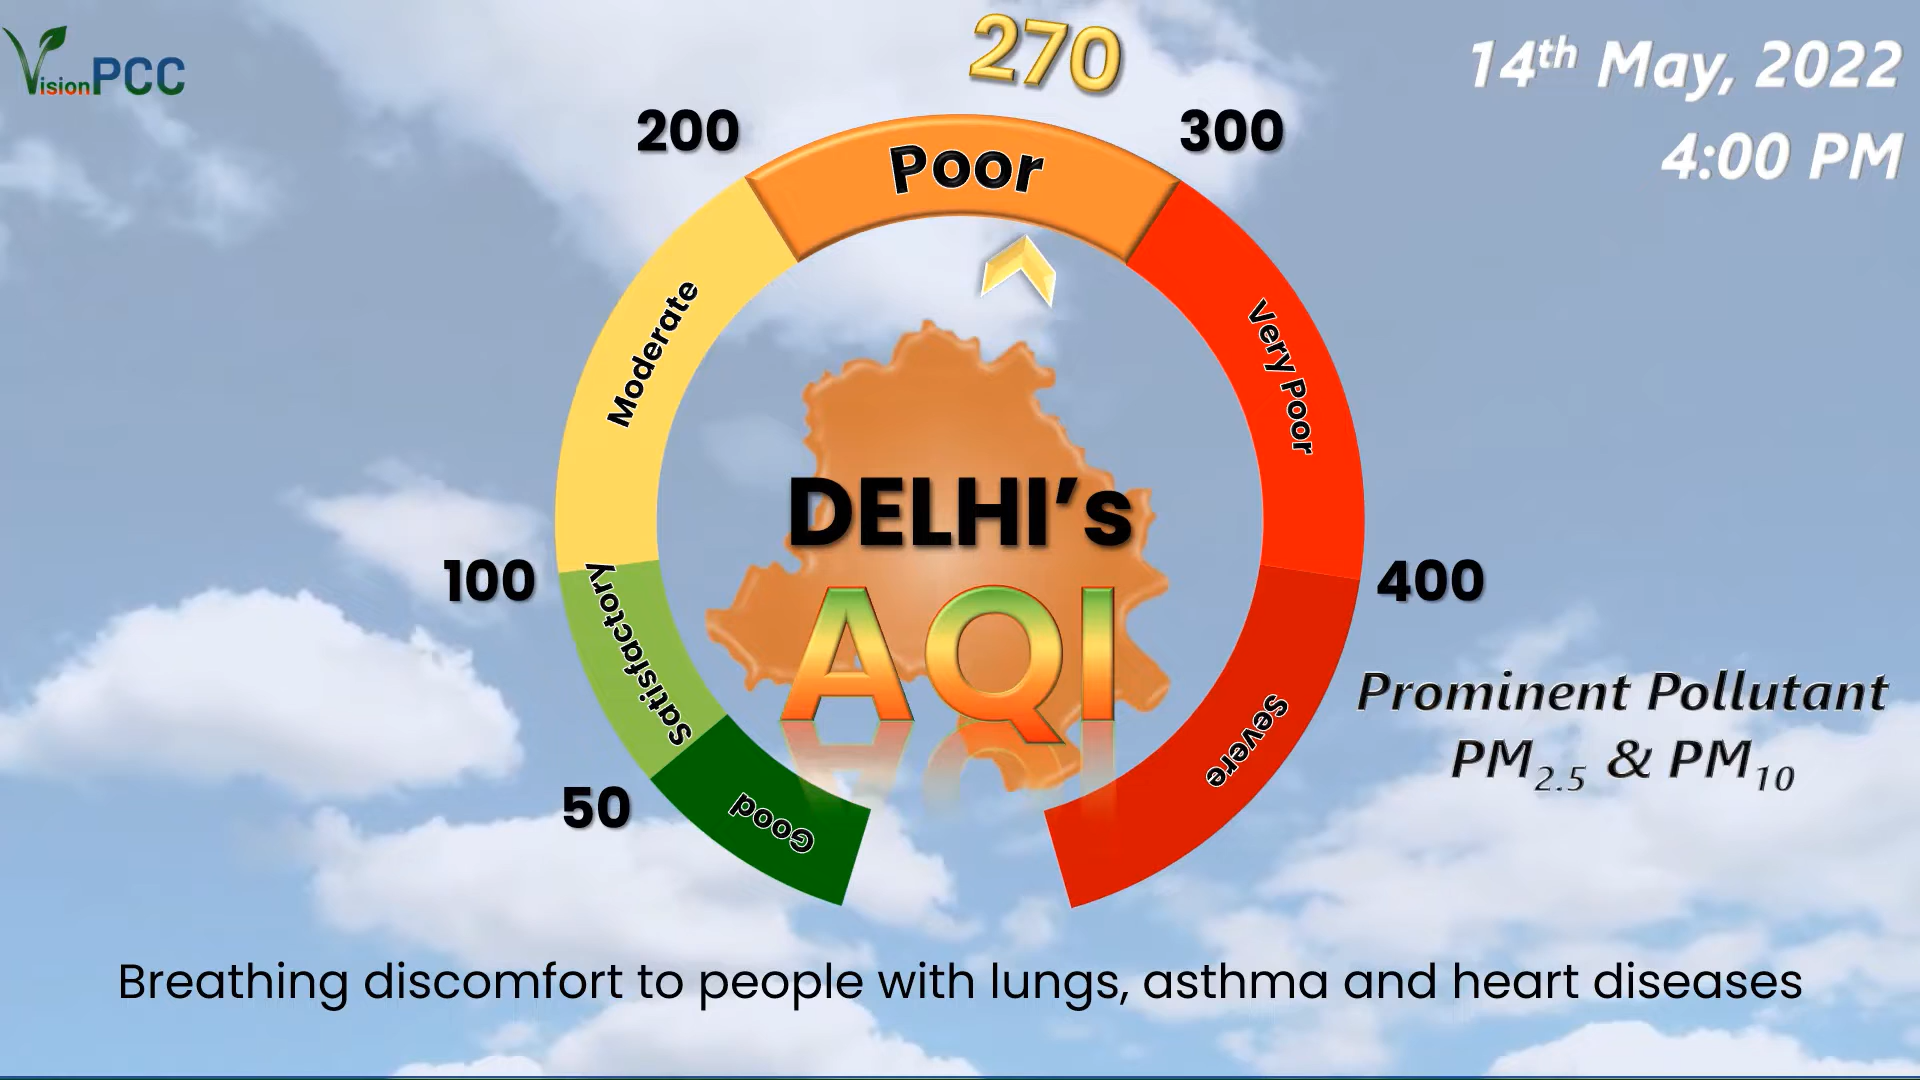 VisionPCC
270
14th May, 2022
4:00 PM
200
300
Poor
Moderate
Very Poor
DELHI’s
AQI
100
400
Satisfactory
Severe
50
Good
Prominent Pollutant
PM2.5 & PM10
Breathing discomfort to people with lungs, asthma and heart diseases